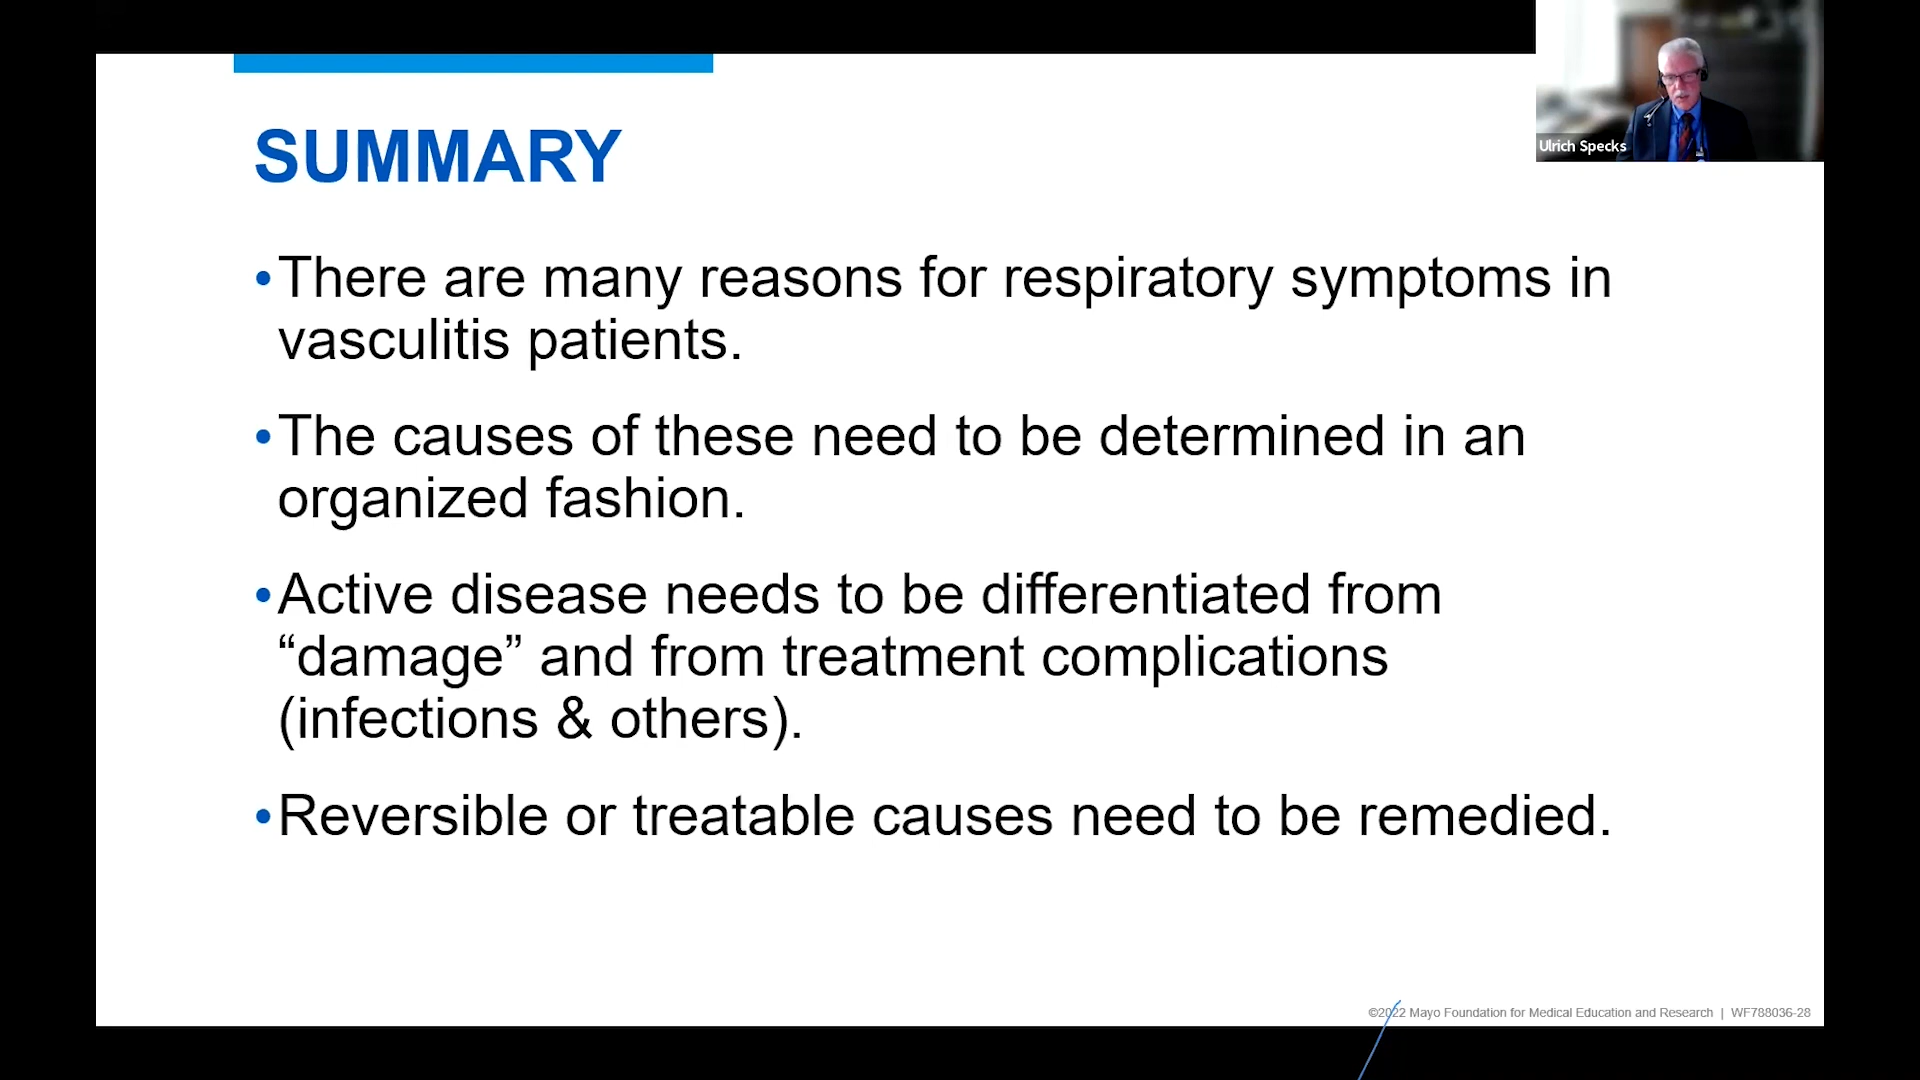 Ulrich Specks
SUMMARY
•There are many reasons for respiratory symptoms in
vasculitis patients.
•The causes of these need to be determined in an
organized fashion.
•Active disease needs to be differentiated from
“damage” and from treatment complications
(infections & others).
•Reversible or treatable causes need to be remedied.
©2022 Mayo Foundation for Medical Education and Research | WF788036-28